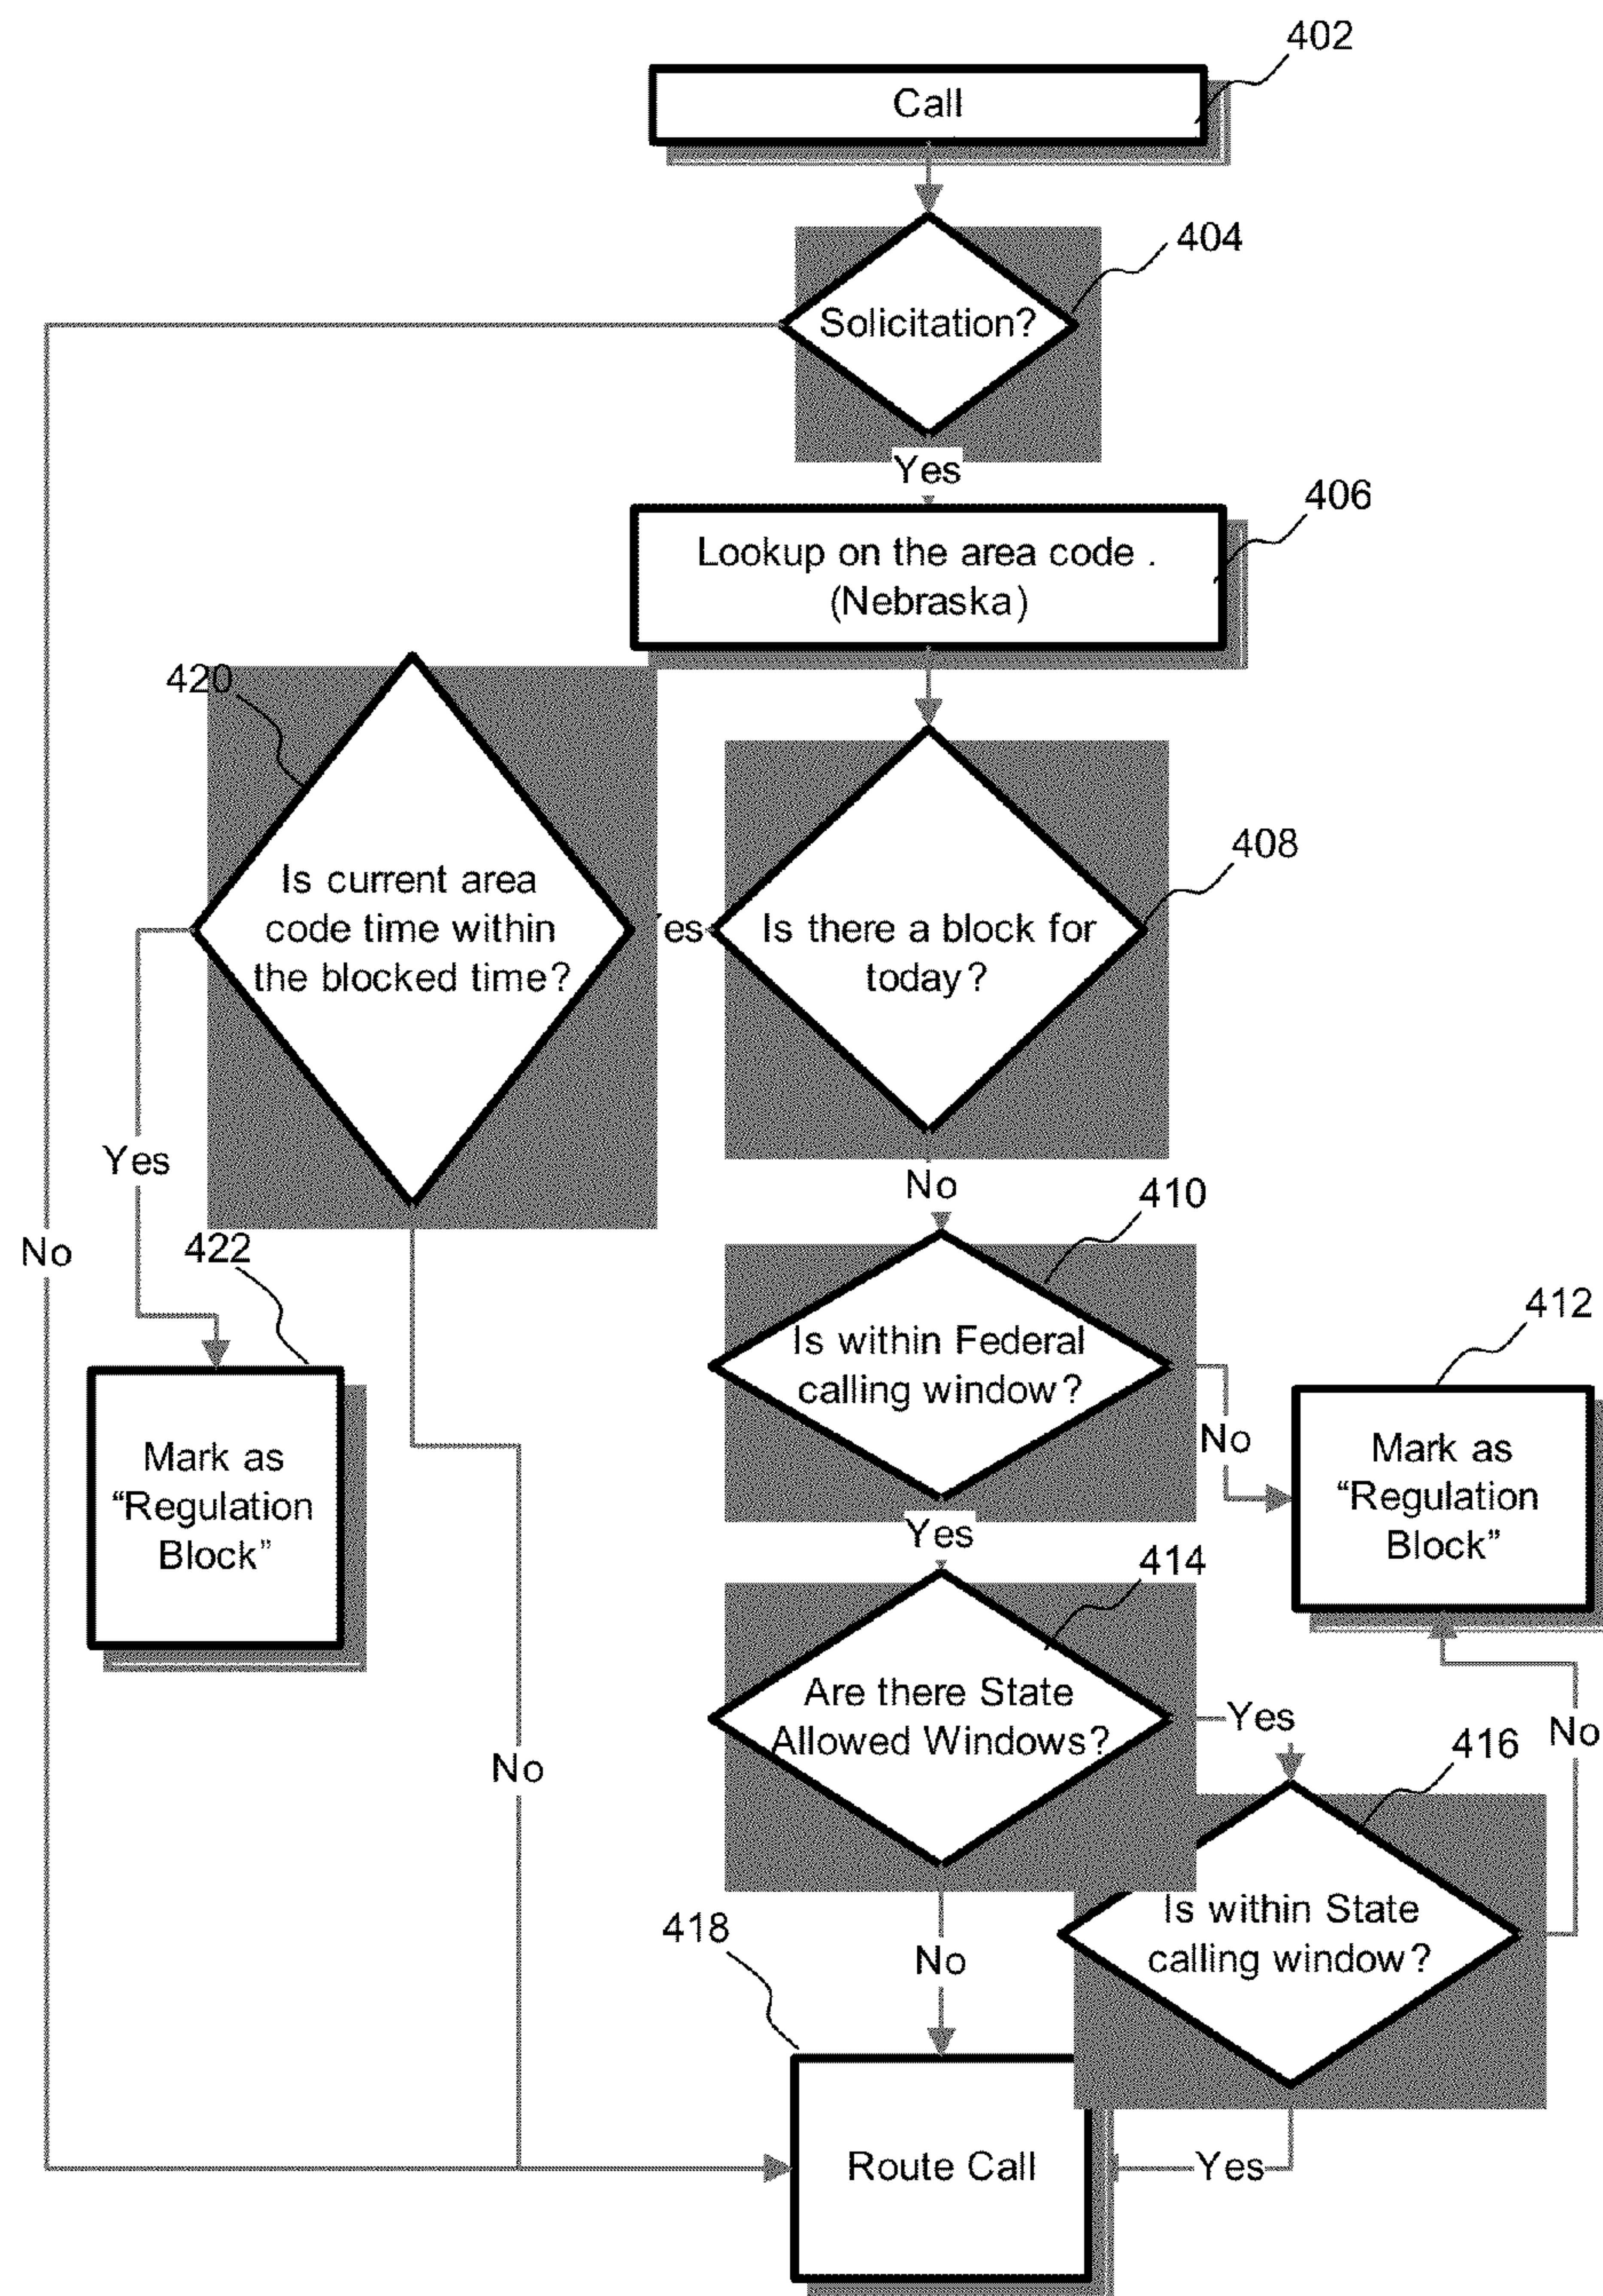 402
Call
404
Solicitation?
Yes
406
Lookup on the area code .
(Nebraska)
420
408
Is current area
code time within
the blocked time?
Yes
Is there a block for
today?
Yes
No
410
No
422
412
Is within Federal
calling window?
No
Mark as
“Regulation
Block”
Mark as
“Regulation
Block”
Yes
414
Are there State
Allowed Windows?
Yes
No
416
No
Is within State
calling window?
418
No
Route Call
Yes